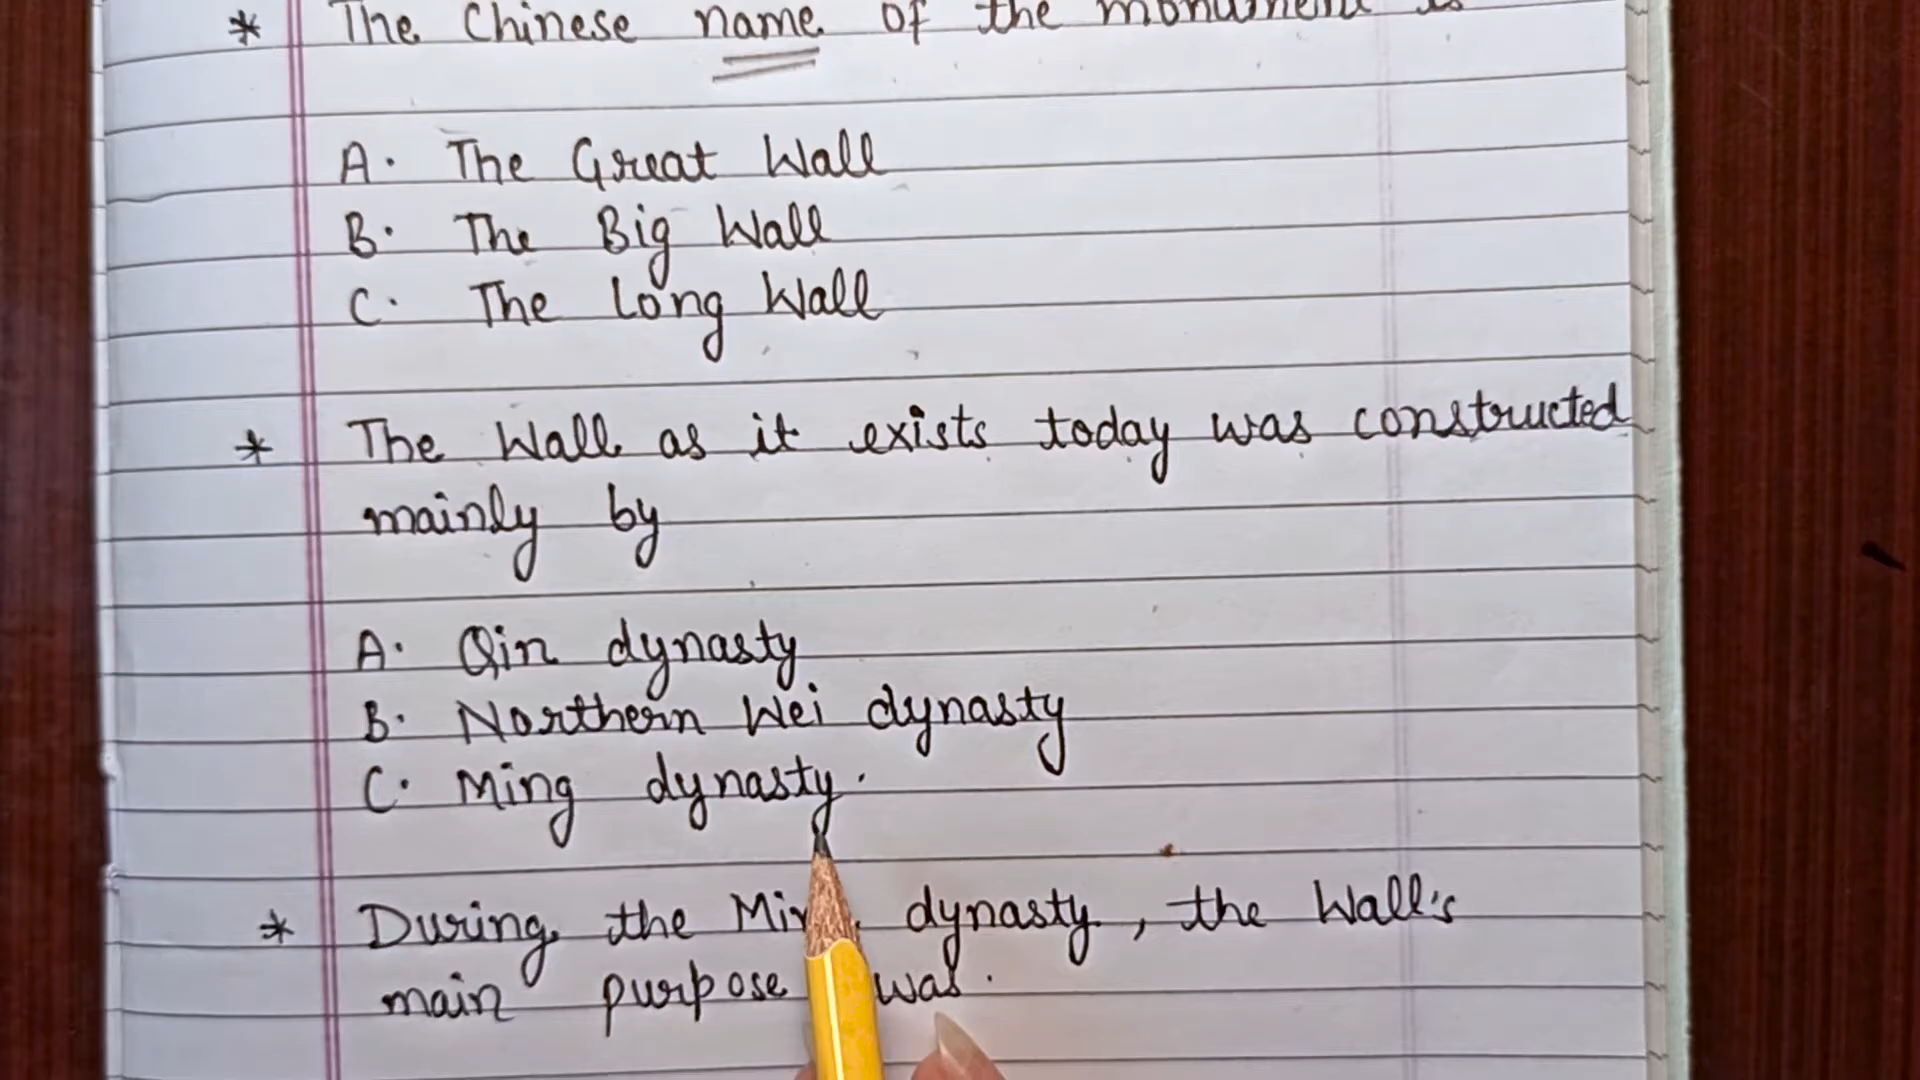 * The Chinese name of the monument is
A. The Great Wall
B. The Big Wall
C. The Long Wall
* The Wall as it exists today was constructed
mainly by
A. Qin dynasty
B. Northern Wei dynasty
C. Ming dynasty.
* During the dynasty, the Wall's
main purpose was.